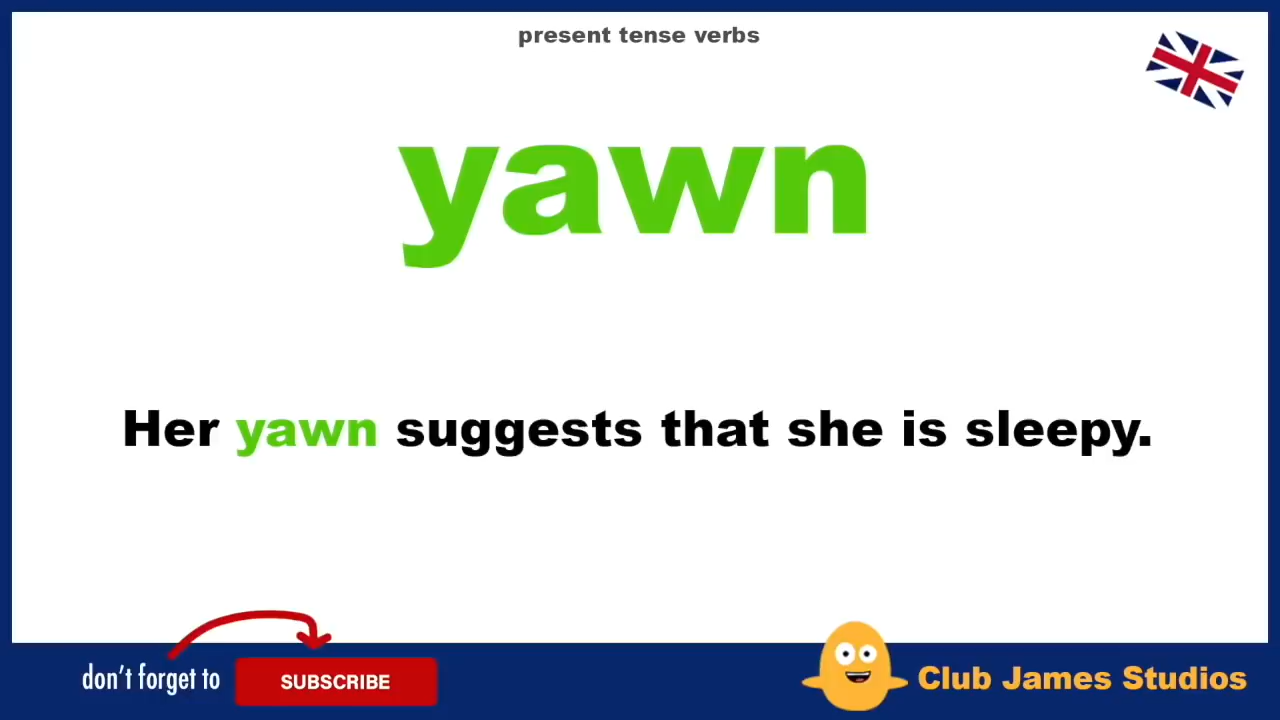 present tense verbs
yawn
Her yawn suggests that she is sleepy.
don't forget to SUBSCRIBE
Club James Studios